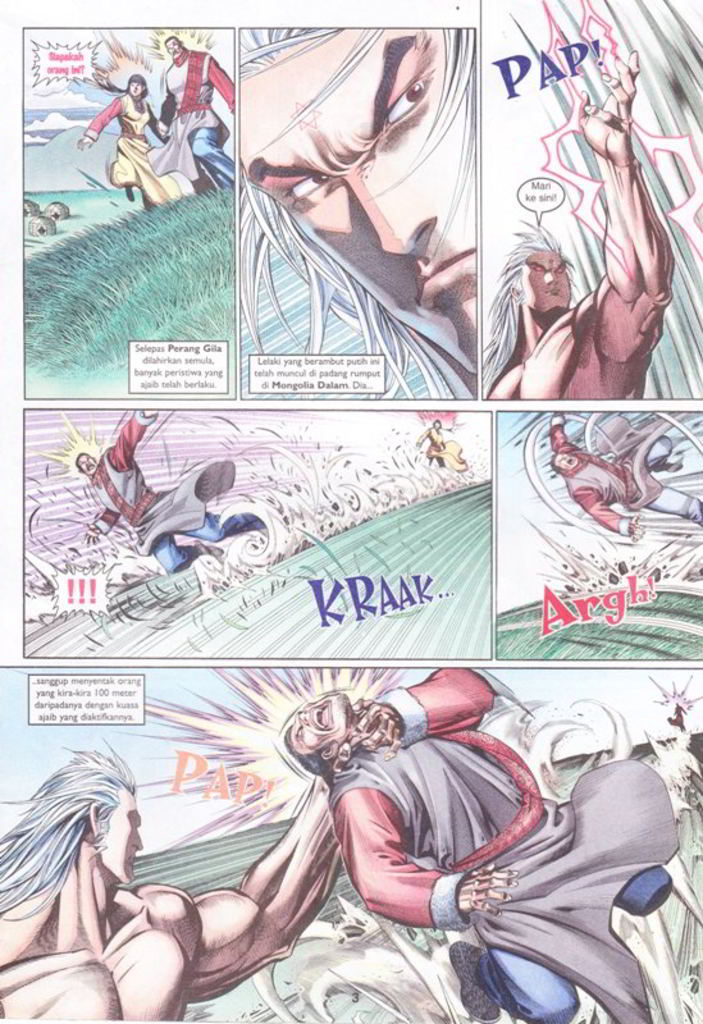 Siapakah
orang ini?
Selepas Perang Gila
dilahirkan semula,
banyak peristiwa yang
ajaib telah berlaku.
Lelaki yang berambut putih ini
telah muncul di padang rumput
di Mongolia Dalam. Dia...
PAP!
Mari
ke sini!
!!!
KRAAK...
Argh!
...sanggup menyentak orang
yang kira-kira 100 meter
daripadanya dengan kuasa
ajaib yang diaktifkannya.
PAP!
3